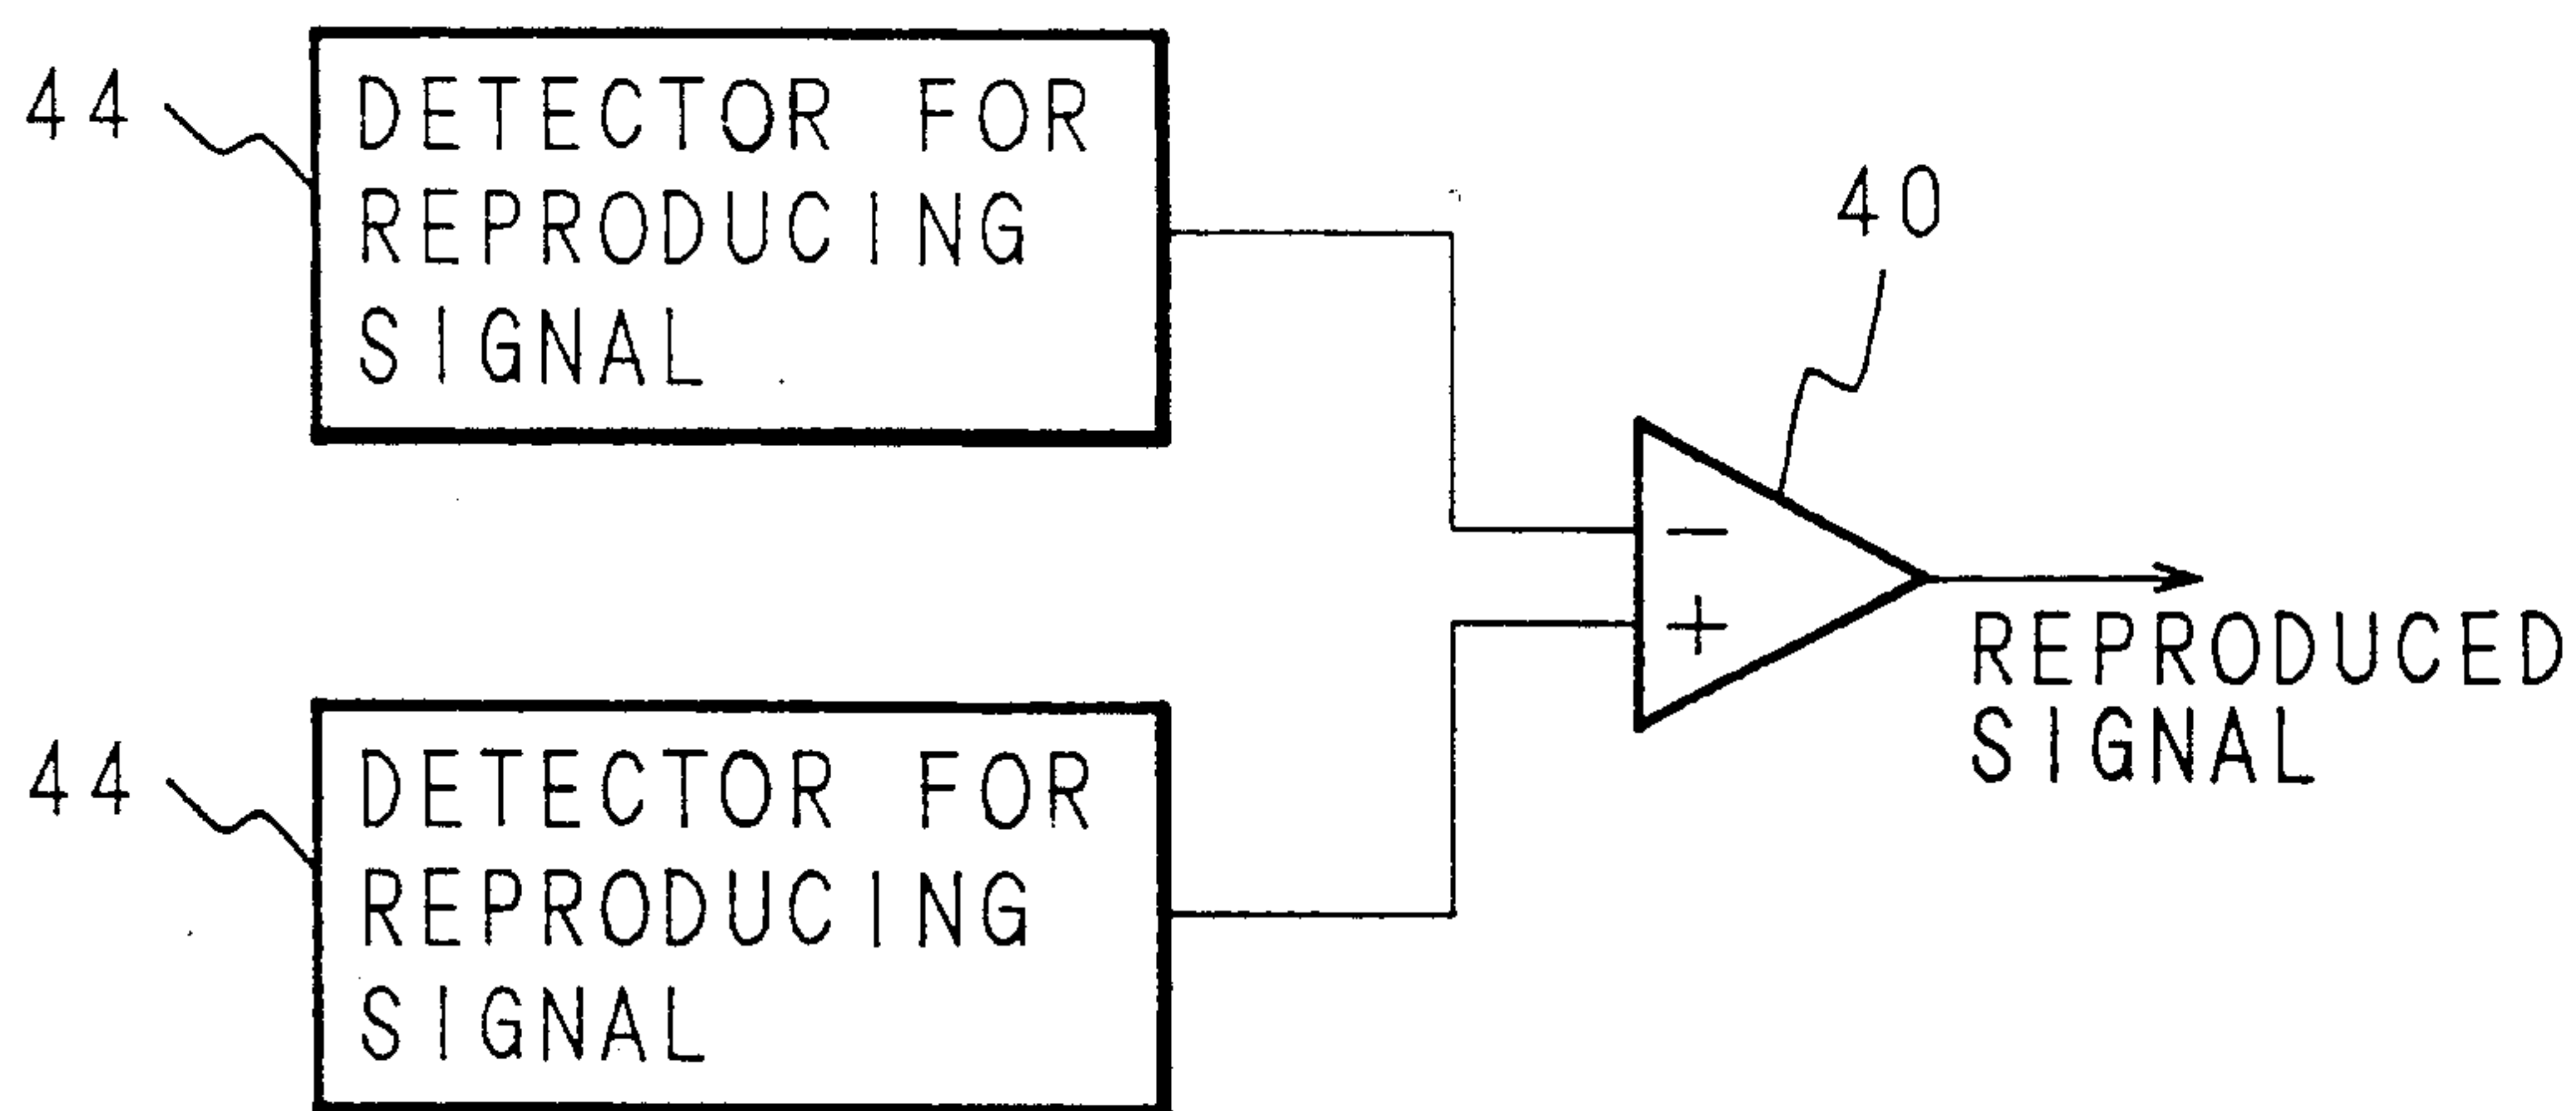 44
DETECTOR FOR
REPRODUCING
SIGNAL
40
−
+
REPRODUCED
SIGNAL
44
DETECTOR FOR
REPRODUCING
SIGNAL